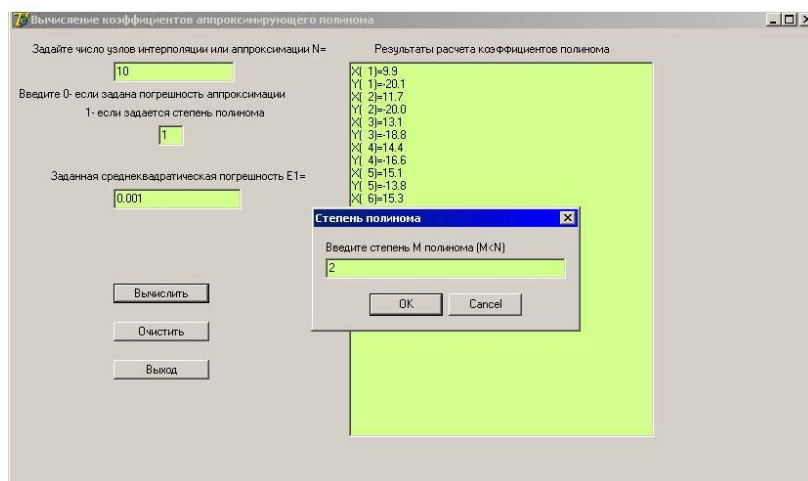 Вычисление коэффициентов аппроксимирующего полинома
Задайте число узлов интерполяции или аппроксимации N=
10
Введите 0- если задана погрешность аппроксимации
1- если задается степень полинома
1
Заданная среднеквадратическая погрешность E1=
0.001
Вычислить
Очистить
Выход
Результаты расчета коэффициентов полинома
X( 1)=9.9
Y( 1)=-20.1
X( 2)=11.7
Y( 2)=-20.0
X( 3)=13.1
Y( 3)=-18.8
X( 4)=14.4
Y( 4)=-16.6
X( 5)=15.1
Y( 5)=-13.8
X( 6)=15.3
Степень полинома
Введите степень M полинома (M<N)
2
OK
Cancel